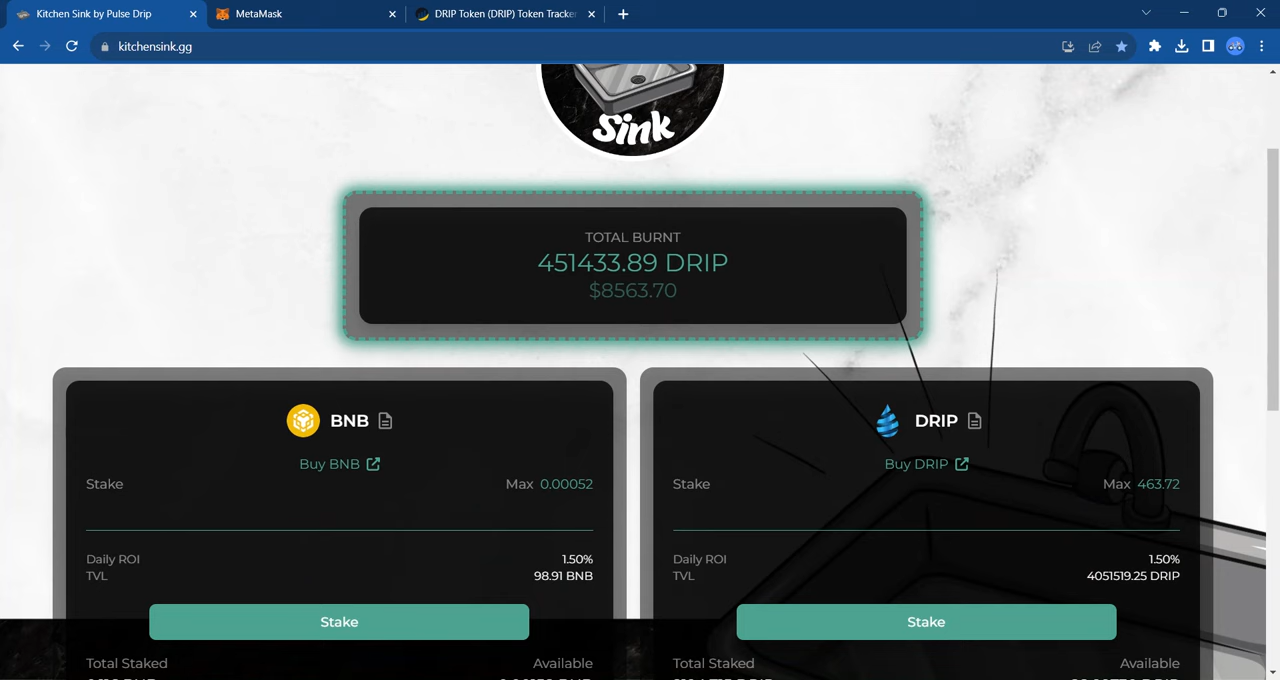 Kitchen Sink by Pulse Drip
MetaMask
DRIP Token (DRIP) Token Tracker
kitchensink.gg
Sink
TOTAL BURNT
451433.89 DRIP
$8563.70
BNB
Buy BNB
Stake
Max 0.00052
Daily ROI
1.50%
TVL
98.91 BNB
Stake
Total Staked
Available
DRIP
Buy DRIP
Stake
Max 463.72
Daily ROI
1.50%
TVL
4051519.25 DRIP
Stake
Total Staked
Available